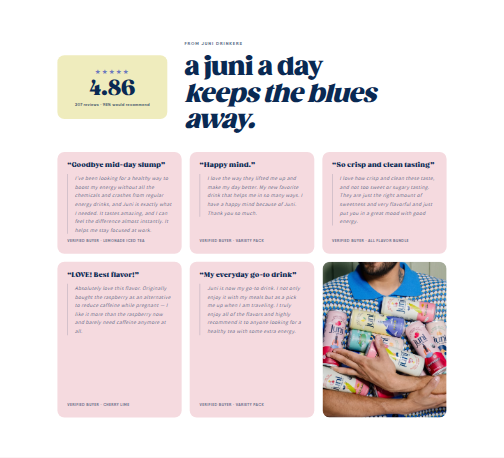 FROM JUNI DRINKERS
★★★★★
4.86
207 reviews · 98% would recommend
a juni a day
keeps the blues
away.
“Goodbye mid-day slump”
I've been looking for a healthy way to
boost my energy without all the
chemicals and crashes from regular
energy drinks, and Juni is exactly what
I needed. It tastes amazing, and I can
feel the difference almost instantly. It
helps me stay focused at work.
VERIFIED BUYER · LEMONADE ICED TEA
“Happy mind.”
I love the way they lifted me up and
make my day better. My new favorite
drink that helps me in so many ways. I
have a happy mind because of Juni.
Thank you so much.
VERIFIED BUYER · VARIETY PACK
“So crisp and clean tasting”
I love how crisp and clean these taste,
and not too sweet or sugary tasting.
They are just the right amount of
sweetness and very flavorful and just
put you in a great mood with good
energy.
VERIFIED BUYER · ALL FLAVOR BUNDLE
“LOVE! Best flavor!”
Absolutely love this flavor. Originally
bought the raspberry as an alternative
to reduce caffeine while pregnant — I
like is more than the raspberry now
and barely need caffeine anymore at
all.
VERIFIED BUYER · CHERRY LIME
“My everyday go-to drink”
Juni is now my go to drink. I not only
enjoy it with my meals but as a pick
me up when I am traveling. I truly
enjoy all of the flavors and highly
recommend it to anyone looking for a
healthy tea with some extra energy.
VERIFIED BUYER · VARIETY PACK
juni